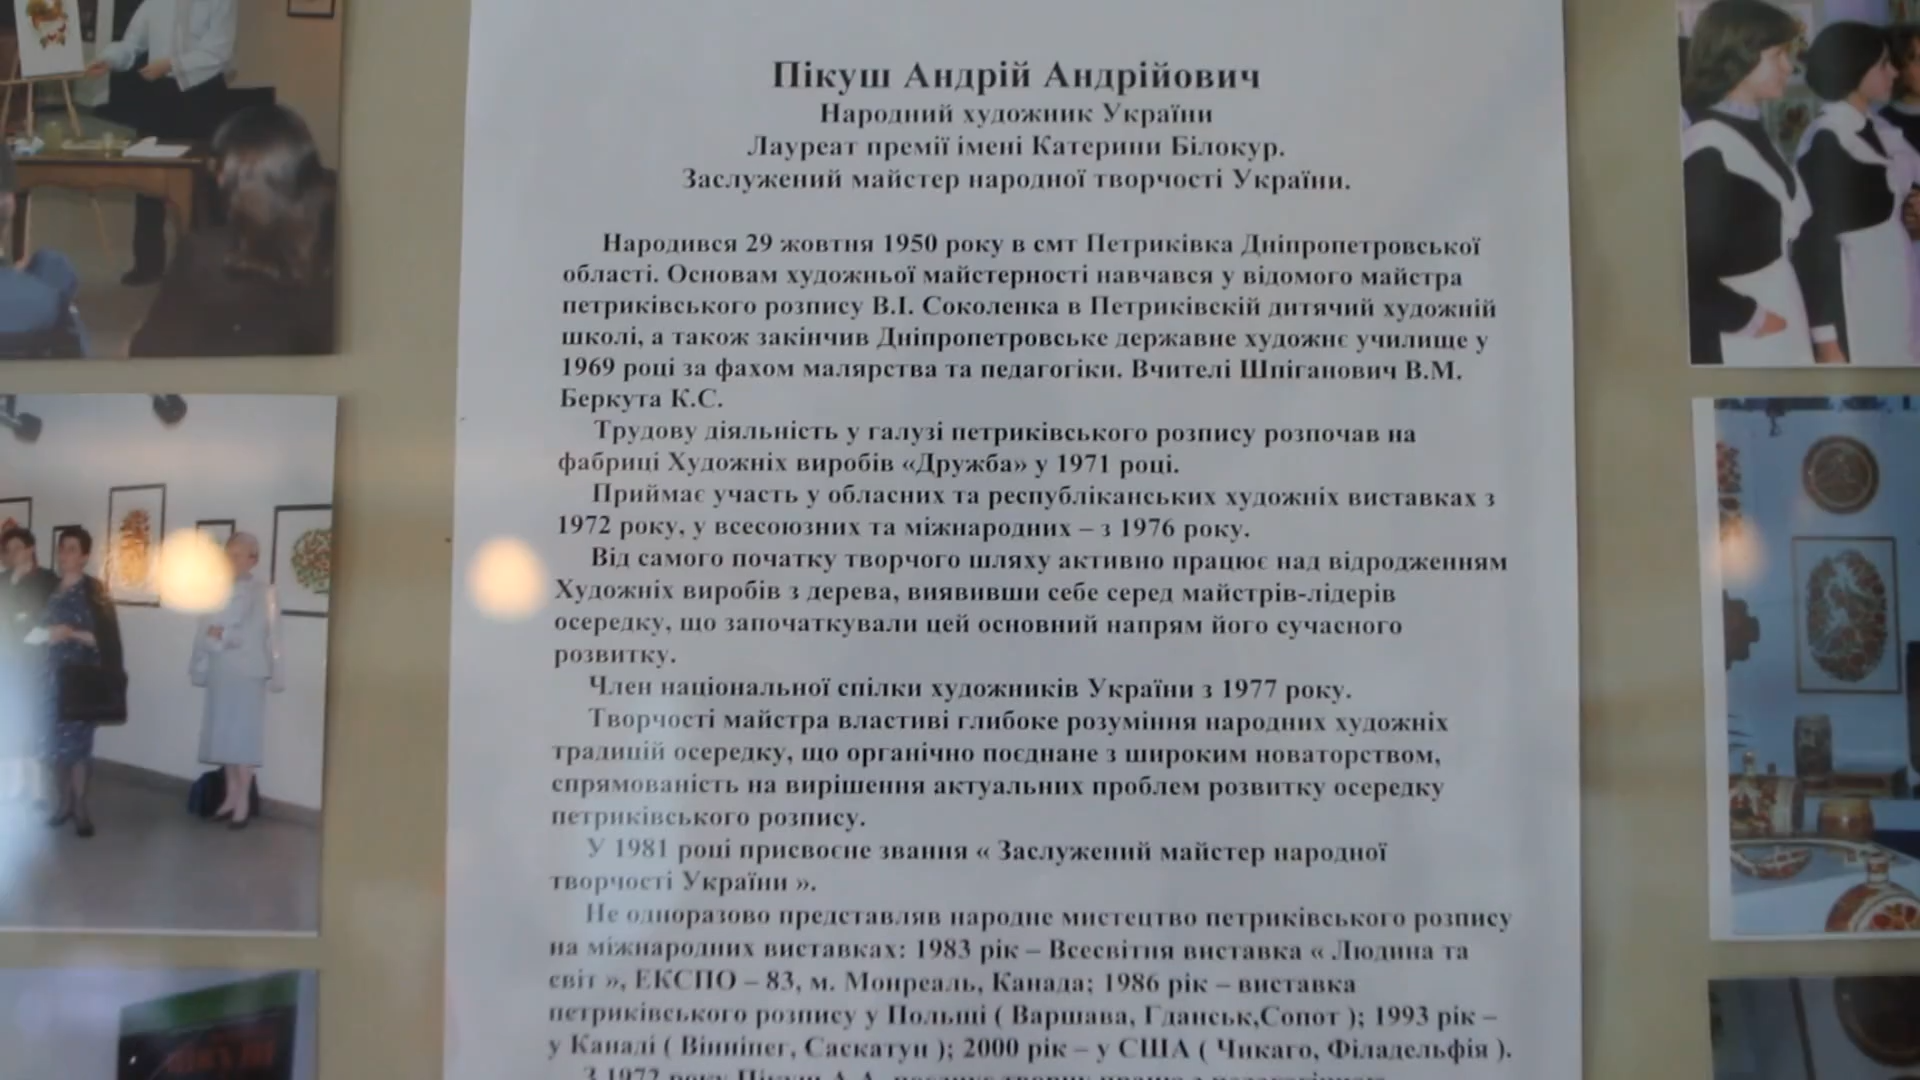 Пікуш Андрій Андрійович
Народний художник України
Лауреат премії імені Катерини Білокур.
Заслужений майстер народної творчості України.
Народився 29 жовтня 1950 року в смт Петриківка Дніпропетровської
області. Основам художньої майстерності навчався у відомого майстра
петриківського розпису В.І. Соколенка в Петриківскій дитячий художній
школі, а також закінчив Дніпропетровське державне художнє училище у
1969 році за фахом малярства та педагогіки. Вчителі Шпіганович В.М.
Беркута К.С.
Трудову діяльність у галузі петриківського розпису розпочав на
фабриці Художніх виробів «Дружба» у 1971 році.
Приймає участь у обласних та республіканських художніх виставках з
1972 року, у всесоюзних та міжнародних – з 1976 року.
Від самого початку творчого шляху активно працює над відродженням
Художніх виробів з дерева, виявивши себе серед майстрів-лідерів
осередку, що започаткували цей основний напрям його сучасного
розвитку.
Член національної спілки художників України з 1977 року.
Творчості майстра властиві глибоке розуміння народних художніх
традицій осередку, що органічно поєднане з широким новаторством,
спрямованість на вирішення актуальних проблем розвитку осередку
петриківського розпису.
У 1981 році присвоєне звання « Заслужений майстер народної
творчості України ».
Не одноразово представляв народне мистецтво петриківського розпису
на міжнародних виставках: 1983 рік – Всесвітня виставка « Людина та
світ », ЕКСПО – 83, м. Монреаль, Канада; 1986 рік – виставка
петриківського розпису у Польщі ( Варшава, Гданськ,Сопот ); 1993 рік –
у Канаді ( Вінніпег, Саскатун ); 2000 рік – у США ( Чикаго, Філадельфія ).
З 1972 року Пікуш А.А.